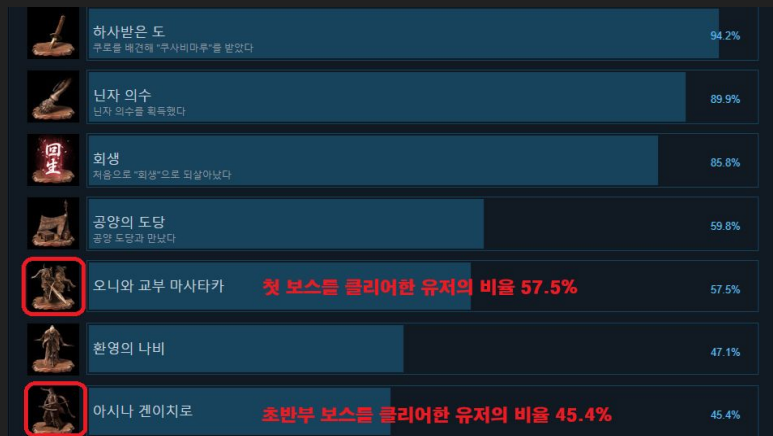 하사받은 도
쿠로를 배견해 "쿠사비마루"를 받았다
94.2%
닌자 의수
닌자 의수를 획득했다
89.9%
回生
회생
처음으로 "회생"으로 되살아났다
85.8%
공양의 도당
공양 도당과 만났다
59.8%
오니와 교부 마사타카
첫 보스를 클리어한 유저의 비율 57.5%
57.5%
환영의 나비
47.1%
아시나 겐이치로
초반부 보스를 클리어한 유저의 비율 45.4%
45.4%